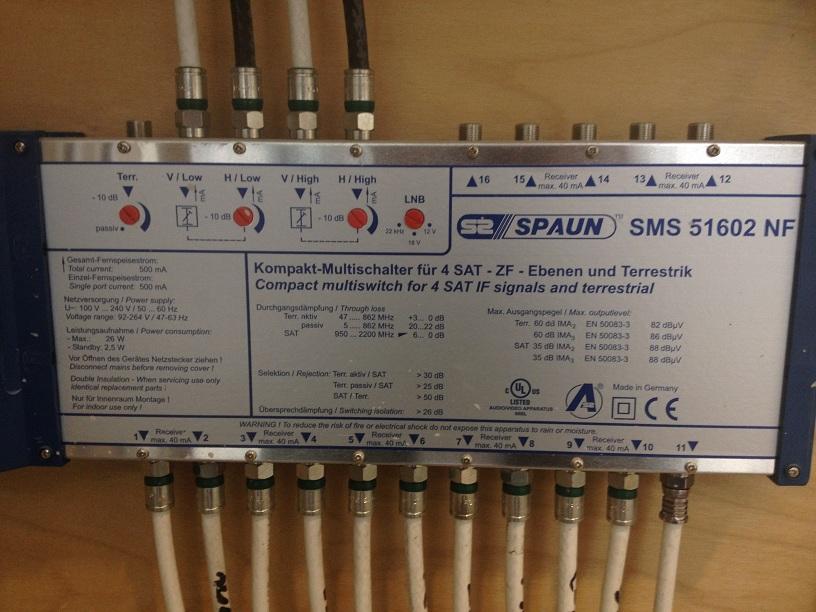 Terr.
V / Low
H / Low
V / High
H / High
LNB
mA
mA
mA
mA
- 10 dB
passiv
- 10 dB
- 10 dB
22 kHz
12 V
18 V
16
15
Receiver
max. 40 mA
14
13
Receiver
max. 40 mA
12
SPAUN™
SMS 51602 NF
Gesamt-Fernspeisestrom:
Total current: 500 mA
Einzel-Fernspeisestrom:
Single port current: 500 mA
Netzversorgung / Power supply:
U~: 100 V ... 240 V / 50 ... 60 Hz
Voltage range: 92-264 V / 47-63 Hz
Leistungsaufnahme / Power consumption:
- Max.: 26 W
- Standby: 2,5 W
Vor Öffnen des Gerätes Netzstecker ziehen !
Disconnect mains before removing cover !
Double Insulation - When servicing use only
identical replacement parts !
Nur für Innenraum Montage !
For indoor use only !
Kompakt-Multischalter für 4 SAT - ZF - Ebenen und Terrestrik
Compact multiswitch for 4 SAT IF signals and terrestrial
Durchgangsdämpfung / Through loss
Terr. aktiv 47 ..... 862 MHz +3... 0 dB
passiv 5 ..... 862 MHz 20...22 dB
SAT 950 ... 2200 MHz 6... 0 dB
Selektion / Rejection: Terr. aktiv / SAT > 30 dB
Terr. passiv / SAT > 25 dB
SAT / Terr. > 50 dB
Übersprechdämpfung / Switching isolation: > 26 dB
Max. Ausgangspegel / Max. outputlevel:
Terr. 60 dB IMA₂ EN 50083-3 82 dBµV
60 dB IMA₃ EN 50083-3 86 dBµV
SAT 35 dB IMA₂ EN 50083-3 88 dBµV
35 dB IMA₃ EN 50083-3 88 dBµV
C UL US
LISTED
AUDIO/VIDEO APPARATUS
A
Made in Germany
CE
WARNING ! To reduce the risk of fire or electrical shock do not expose this apparatus to rain or moisture.
1
Receiver
max. 40 mA
2
3
Receiver
max. 40 mA
4
5
Receiver
max. 40 mA
6
7
Receiver
max. 40 mA
8
9
Receiver
max. 40 mA
10
11